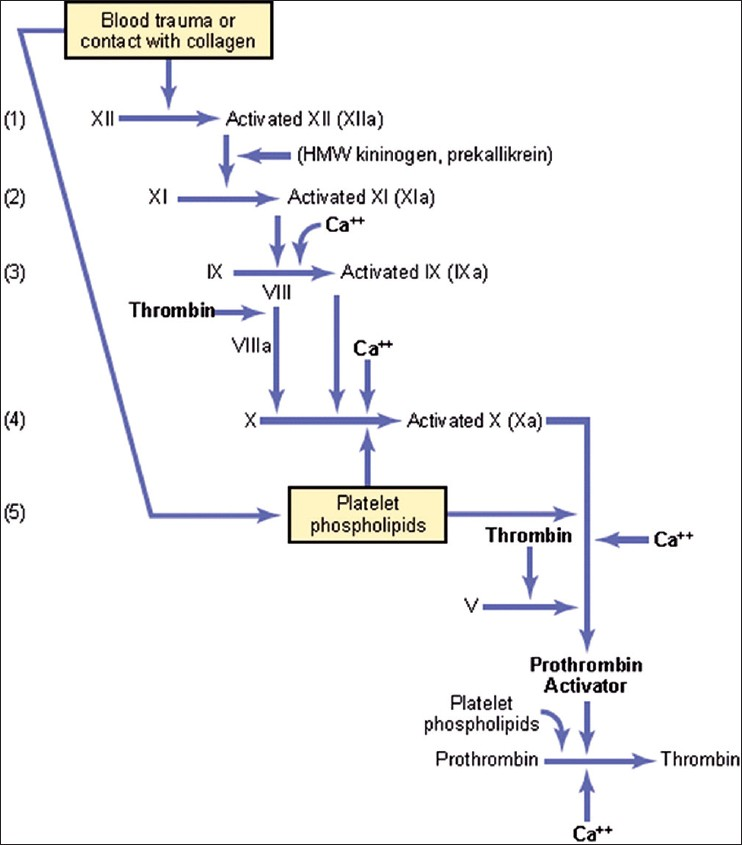 Blood trauma or
contact with collagen
(1) XII Activated XII (XIIa)
(HMW kininogen, prekallikrein)
(2) XI Activated XI (XIa)
Ca++
(3) IX Activated IX (IXa)
VIII
Thrombin
VIIIa Ca++
(4) X Activated X (Xa)
(5) Platelet
phospholipids
Thrombin Ca++
V
Prothrombin
Activator
Platelet
phospholipids
Prothrombin Thrombin
Ca++